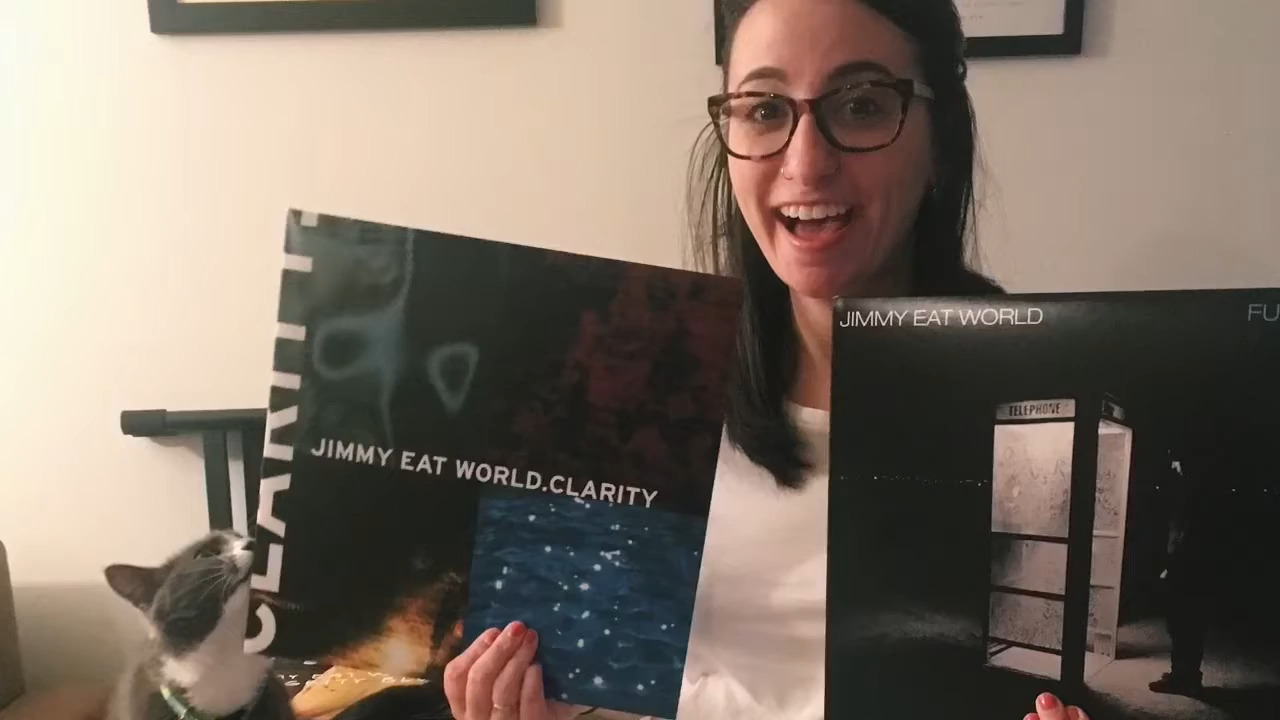 CLARITY.
JIMMY EAT WORLD.CLARITY
JIMMY EAT WORLD
FU
TELEPHONE